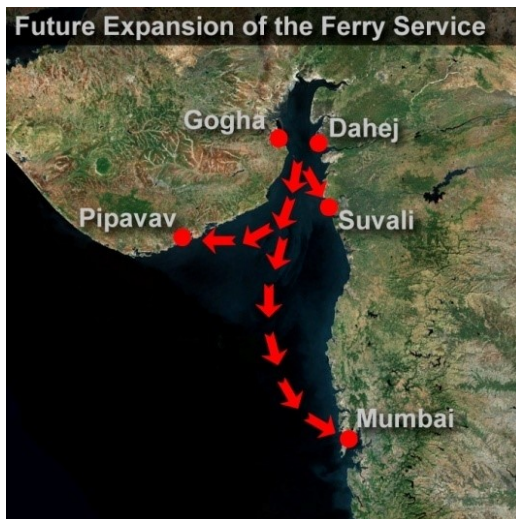 Future Expansion of the Ferry Service
Gogha
Dahej
Pipavav
Suvali
Mumbai